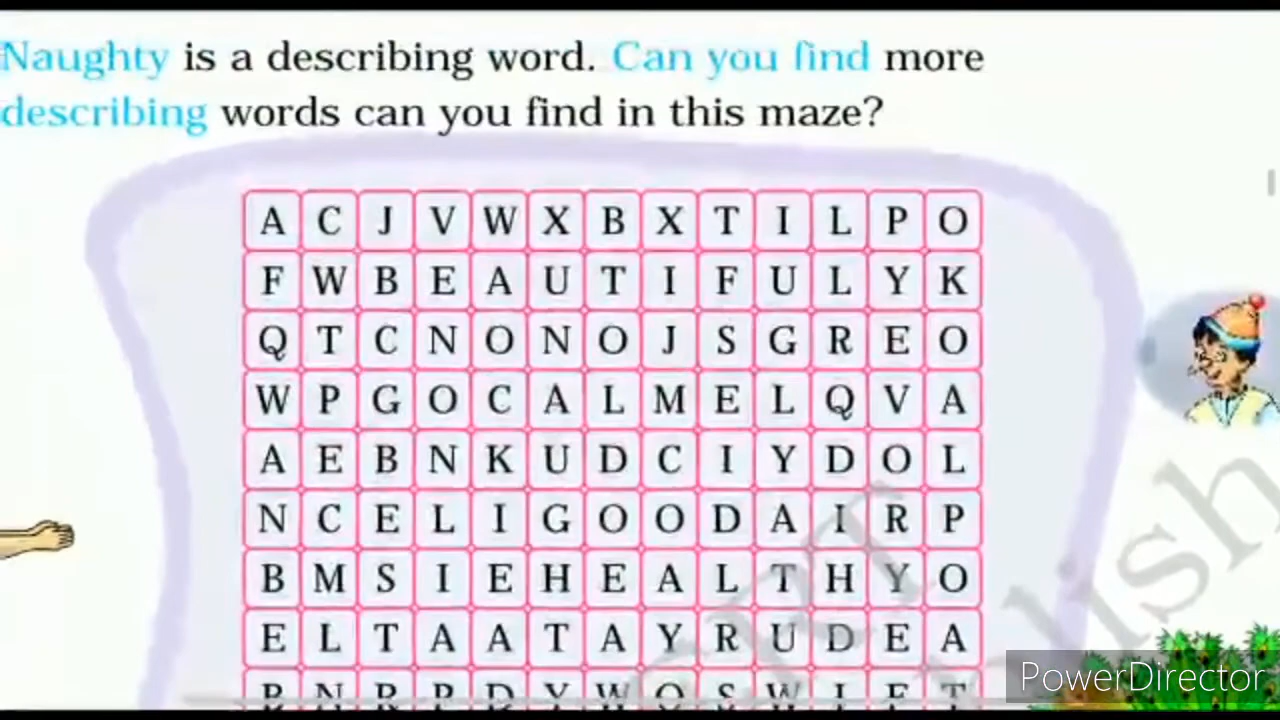 Naughty is a describing word. Can you find more
describing words can you find in this maze?
A C J V W X B X T I L P O
F W B E A U T I F U L Y K
Q T C N O N O J S G R E O
W P G O C A L M E L Q V A
A E B N K U D C I Y D O L
N C E L I G O O D A I R P
B M S I E H E A L T H Y O
E L T A A T A Y R U D E A
PowerDirector